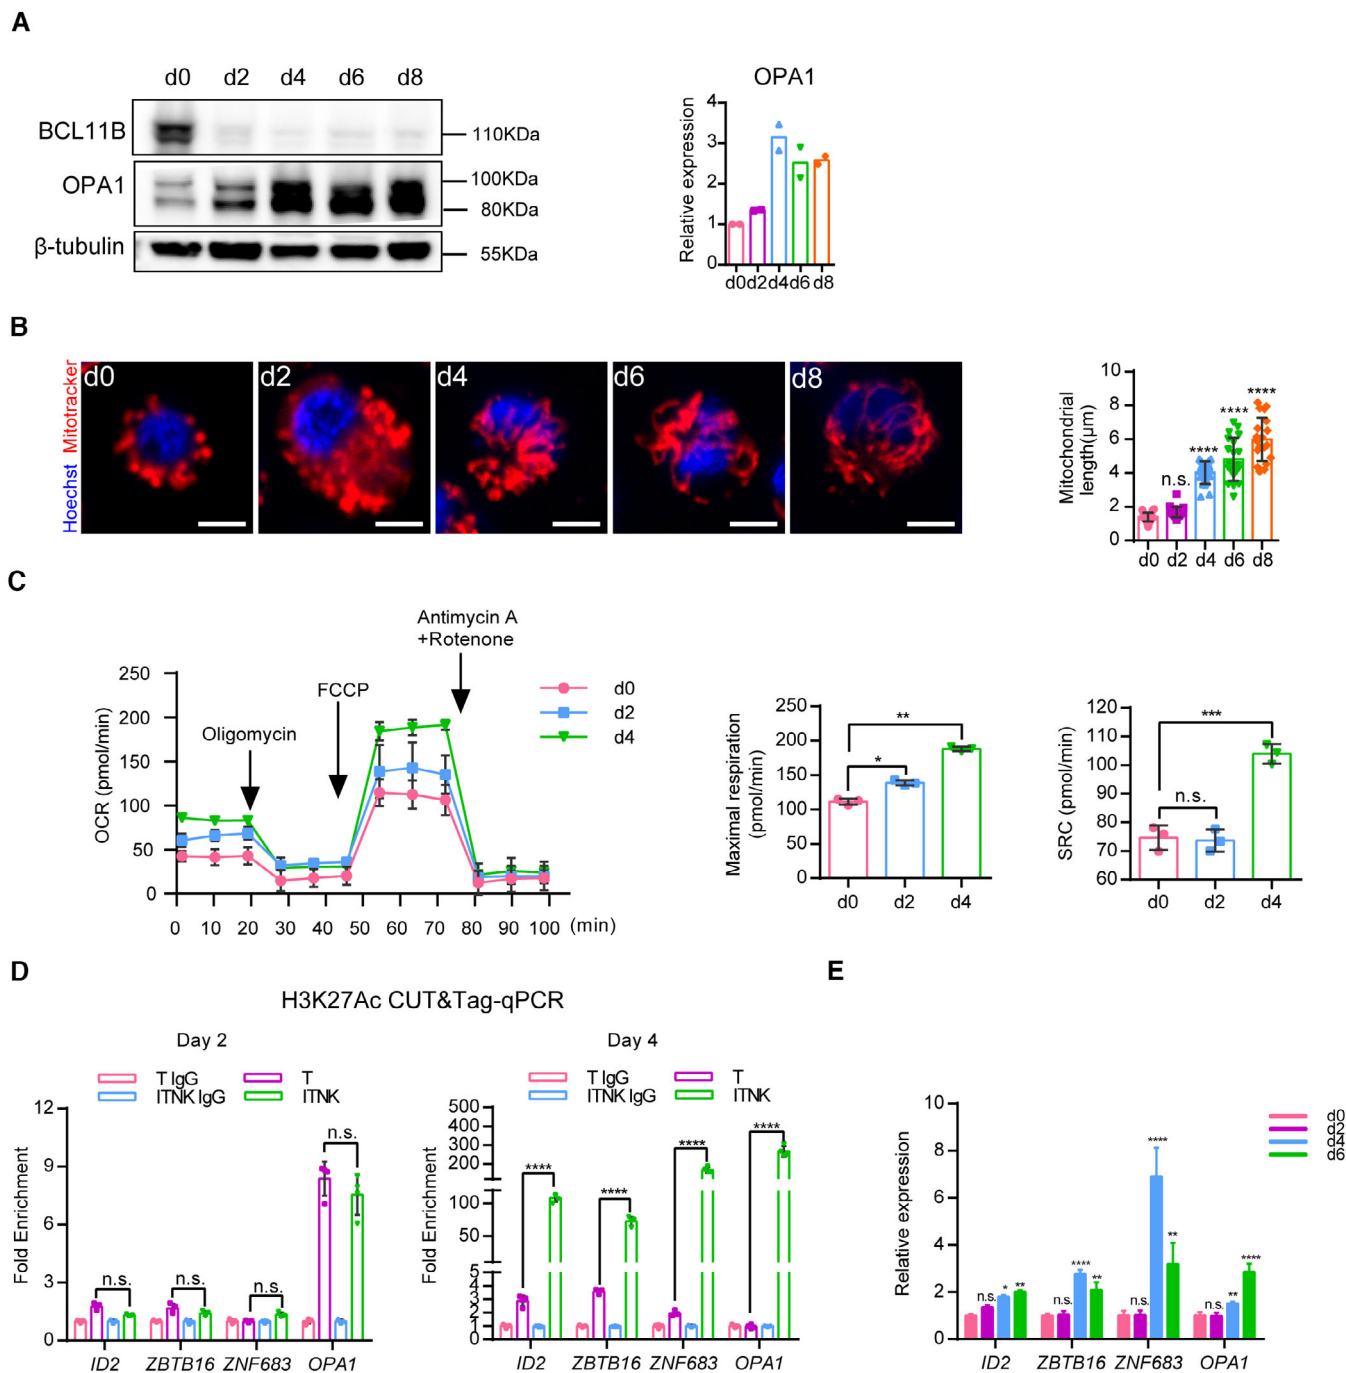 A
d0 d2 d4 d6 d8
BCL11B
110KDa
OPA1
100KDa
80KDa
β-tubulin
55KDa
OPA1
Relative expression
4
3
2
1
0
d0 d2 d4 d6 d8
B
Hoechst Mitotracker
d0
d2
d4
d6
d8
Mitochondrial
length(µm)
10
8
6
4
2
0
n.s.
****
****
****
d0 d2 d4 d6 d8
C
Antimycin A
+Rotenone
FCCP
Oligomycin
OCR (pmol/min)
250
200
150
100
50
0
0 10 20 30 40 50 60 70 80 90 100 (min)
d0
d2
d4
Maximal respiration
(pmol/min)
250
200
150
100
50
0
**
*
d0 d2 d4
SRC (pmol/min)
120
110
100
90
80
70
60
***
n.s.
d0 d2 d4
D
H3K27Ac CUT&Tag-qPCR
Day 2
T IgG
T
ITNK IgG
ITNK
Fold Enrichment
12
9
6
3
0
n.s.
n.s.
n.s.
n.s.
ID2 ZBTB16 ZNF683 OPA1
Day 4
T IgG
T
ITNK IgG
ITNK
Fold Enrichment
500
400
300
200
100
50
5
4
3
2
1
0
****
****
****
****
ID2 ZBTB16 ZNF683 OPA1
E
Relative expression
10
8
6
4
2
0
n.s. * **
n.s. **** **
n.s. **** **
n.s. ** ****
ID2 ZBTB16 ZNF683 OPA1
d0
d2
d4
d6